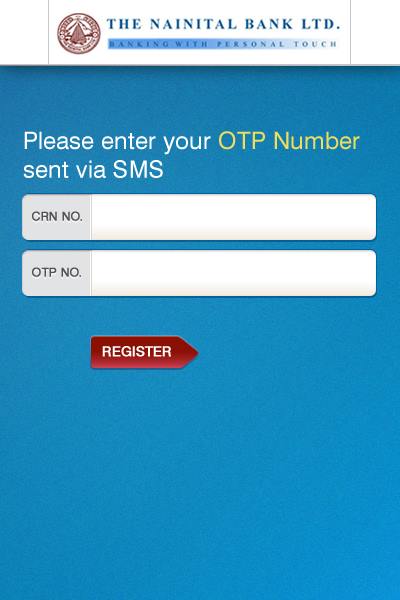 THE NAINITAL BANK LTD.
BANKING WITH PERSONAL TOUCH
Please enter your OTP Number
sent via SMS
CRN NO.
OTP NO.
REGISTER